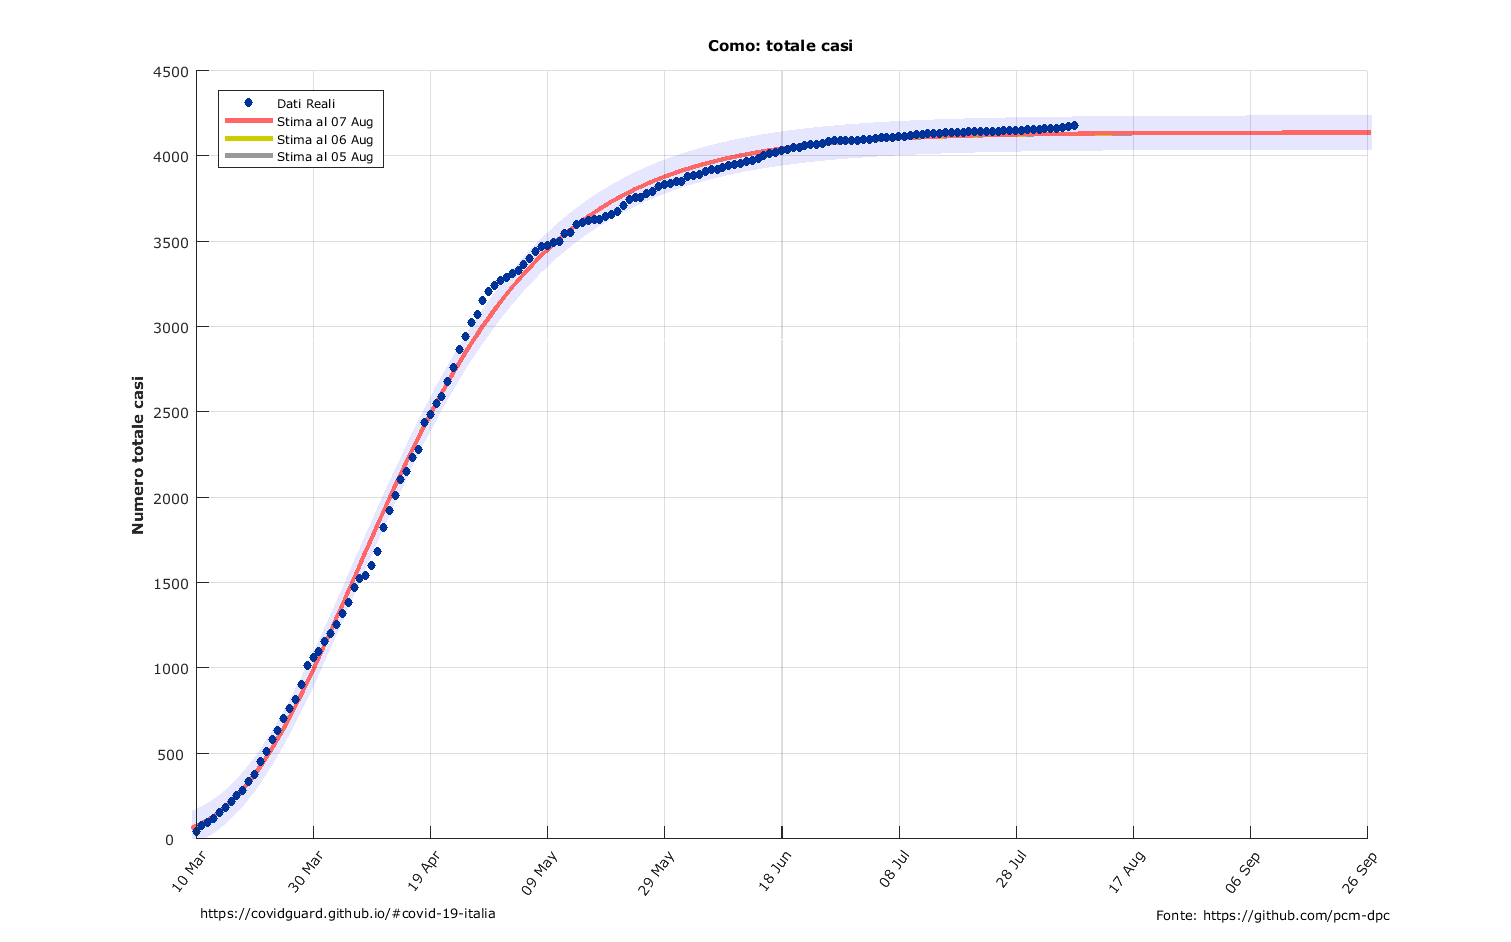 Como: totale casi
4500
4000
3500
3000
2500
2000
1500
1000
500
0
Numero totale casi
Dati Reali
Stima al 07 Aug
Stima al 06 Aug
Stima al 05 Aug
10 Mar
30 Mar
19 Apr
09 May
29 May
18 Jun
08 Jul
28 Jul
17 Aug
06 Sep
26 Sep
https://covidguard.github.io/#covid-19-italia
Fonte: https://github.com/pcm-dpc